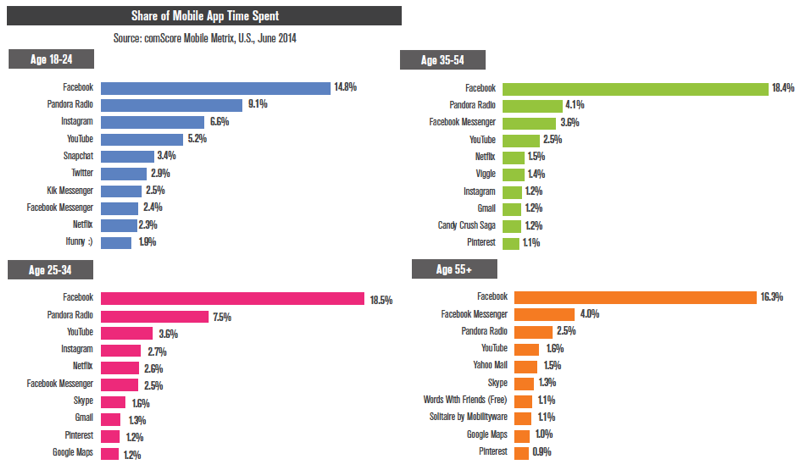 Share of Mobile App Time Spent
Source: comScore Mobile Metrix, U.S., June 2014
Age 18-24
Facebook 14.8%
Pandora Radio 9.1%
Instagram 6.6%
YouTube 5.2%
Snapchat 3.4%
Twitter 2.9%
Kik Messenger 2.5%
Facebook Messenger 2.4%
Netflix 2.3%
Ifunny :) 1.9%
Age 35-54
Facebook 18.4%
Pandora Radio 4.1%
Facebook Messenger 3.6%
YouTube 2.5%
Netflix 1.5%
Viggle 1.4%
Instagram 1.2%
Gmail 1.2%
Candy Crush Saga 1.2%
Pinterest 1.1%
Age 25-34
Facebook 18.5%
Pandora Radio 7.5%
YouTube 3.6%
Instagram 2.7%
Netflix 2.6%
Facebook Messenger 2.5%
Skype 1.6%
Gmail 1.3%
Pinterest 1.2%
Google Maps 1.2%
Age 55+
Facebook 16.3%
Facebook Messenger 4.0%
Pandora Radio 2.5%
YouTube 1.6%
Yahoo Mail 1.5%
Skype 1.3%
Words With Friends (Free) 1.1%
Solitaire by Mobilityware 1.1%
Google Maps 1.0%
Pinterest 0.9%